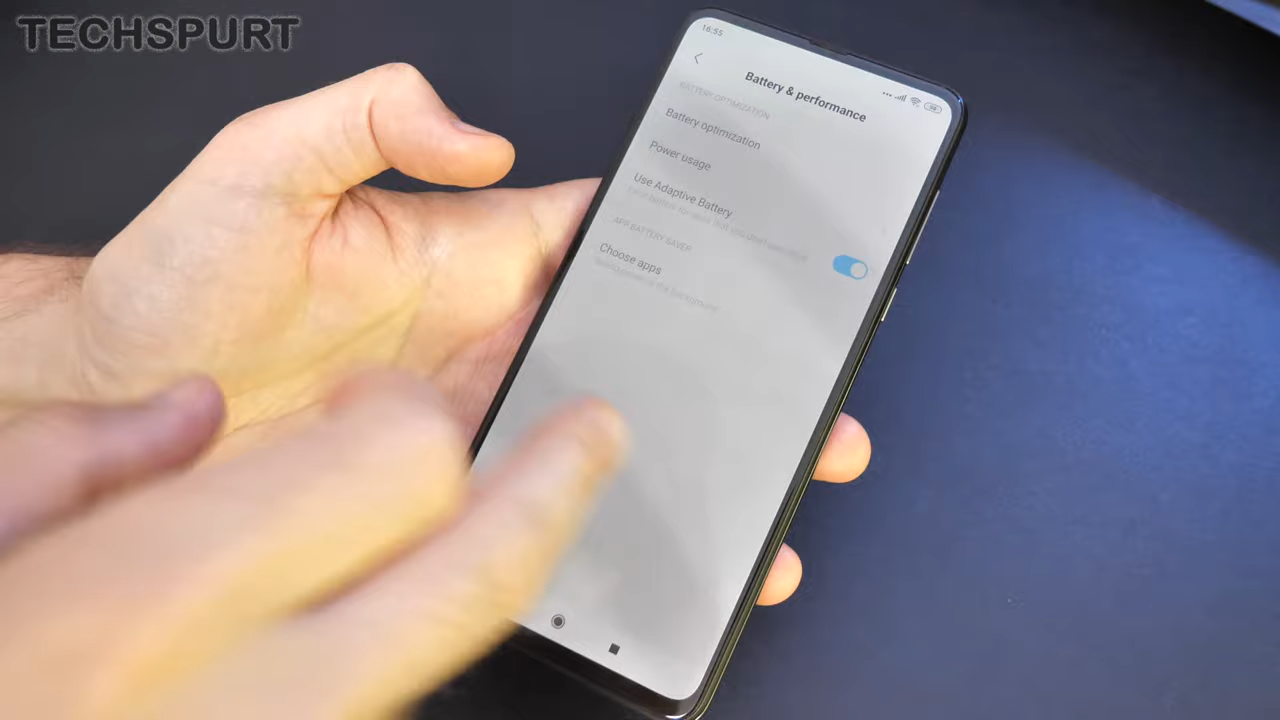 TECHSPURT
16:55
Battery & performance
BATTERY OPTIMIZATION
Battery optimization
Power usage
Use Adaptive Battery
APP BATTERY SAVER
Choose apps